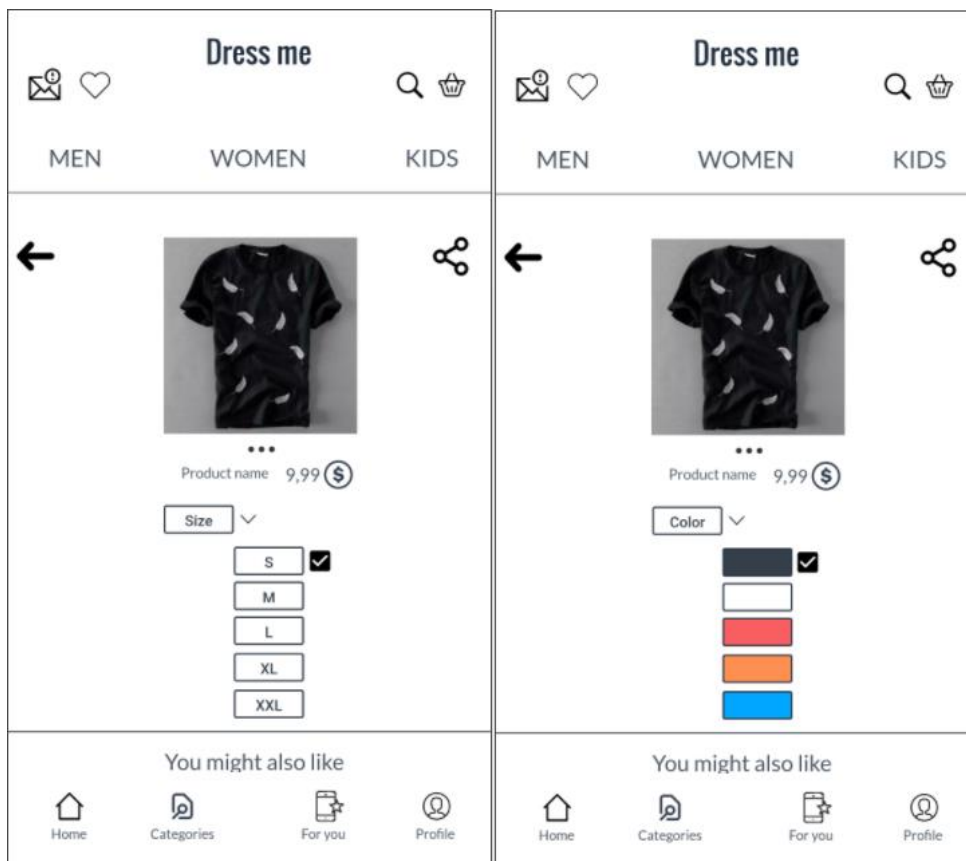 Dress me
MEN WOMEN KIDS
Product name 9,99 $
Size
S
M
L
XL
XXL
You might also like
Home Categories For you Profile
Dress me
MEN WOMEN KIDS
Product name 9,99 $
Color
You might also like
Home Categories For you Profile